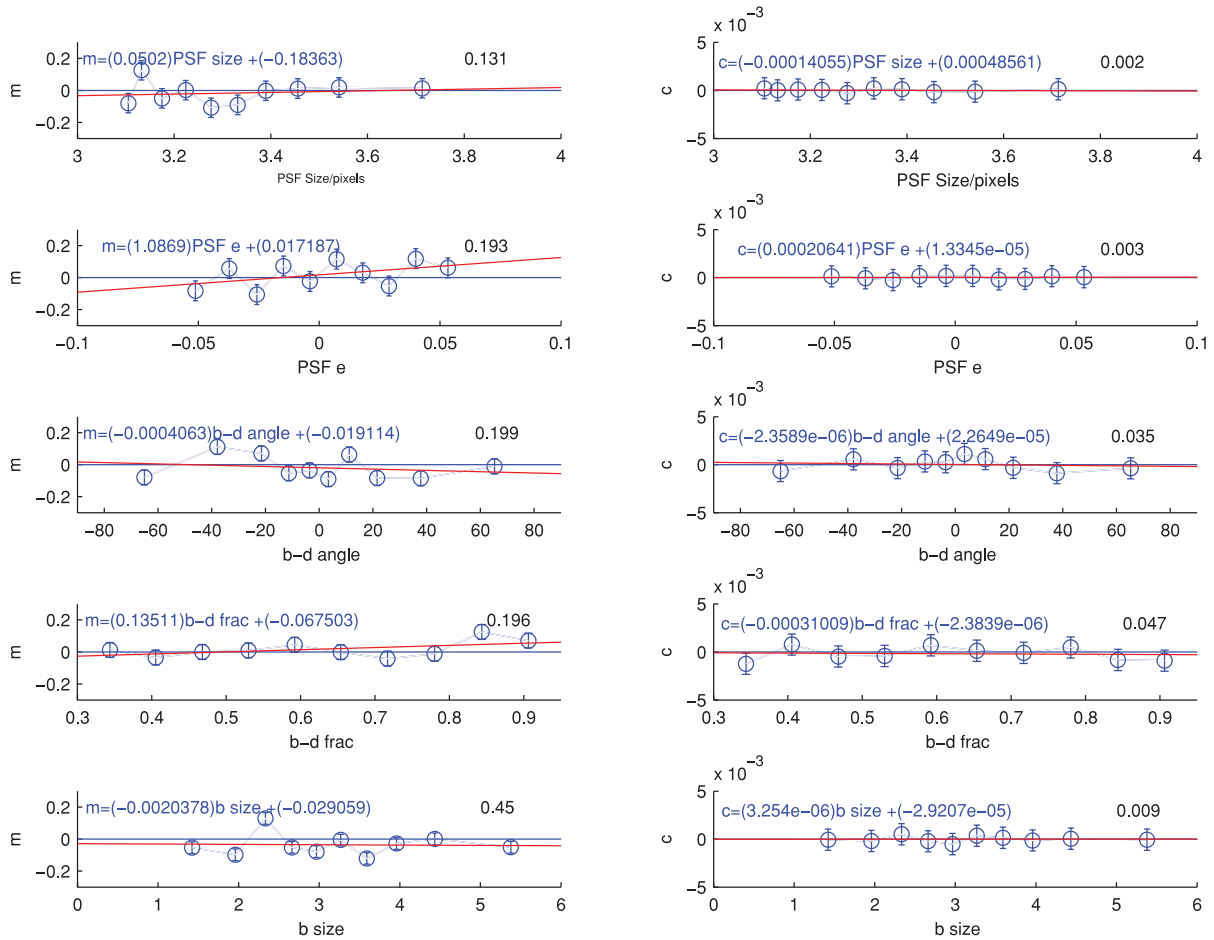 x 10⁻³
m=(0.0502)PSF size +(−0.18363)
0.131
0.2
0
−0.2
m
3 3.2 3.4 3.6 3.8 4
PSF Size/pixels
c=(−0.00014055)PSF size +(0.00048561)
0.002
5
0
−5
c
3 3.2 3.4 3.6 3.8 4
PSF Size/pixels
x 10⁻³
m=(1.0869)PSF e +(0.017187)
0.193
0.2
0
−0.2
m
−0.1 −0.05 0 0.05 0.1
PSF e
c=(0.00020641)PSF e +(1.3345e−05)
0.003
5
0
−5
c
−0.1 −0.05 0 0.05 0.1
PSF e
x 10⁻³
m=(−0.0004063)b−d angle +(−0.019114)
0.199
0.2
0
−0.2
m
−80 −60 −40 −20 0 20 40 60 80
b−d angle
c=(−2.3589e−06)b−d angle +(2.2649e−05)
0.035
5
0
−5
c
−80 −60 −40 −20 0 20 40 60 80
b−d angle
x 10⁻³
m=(0.13511)b−d frac +(−0.067503)
0.196
0.2
0
−0.2
m
0.3 0.4 0.5 0.6 0.7 0.8 0.9
b−d frac
c=(−0.00031009)b−d frac +(−2.3839e−06)
0.047
5
0
−5
c
0.3 0.4 0.5 0.6 0.7 0.8 0.9
b−d frac
x 10⁻³
m=(−0.0020378)b size +(−0.029059)
0.45
0.2
0
−0.2
m
0 1 2 3 4 5 6
b size
c=(3.254e−06)b size +(−2.9207e−05)
0.009
5
0
−5
c
0 1 2 3 4 5 6
b size